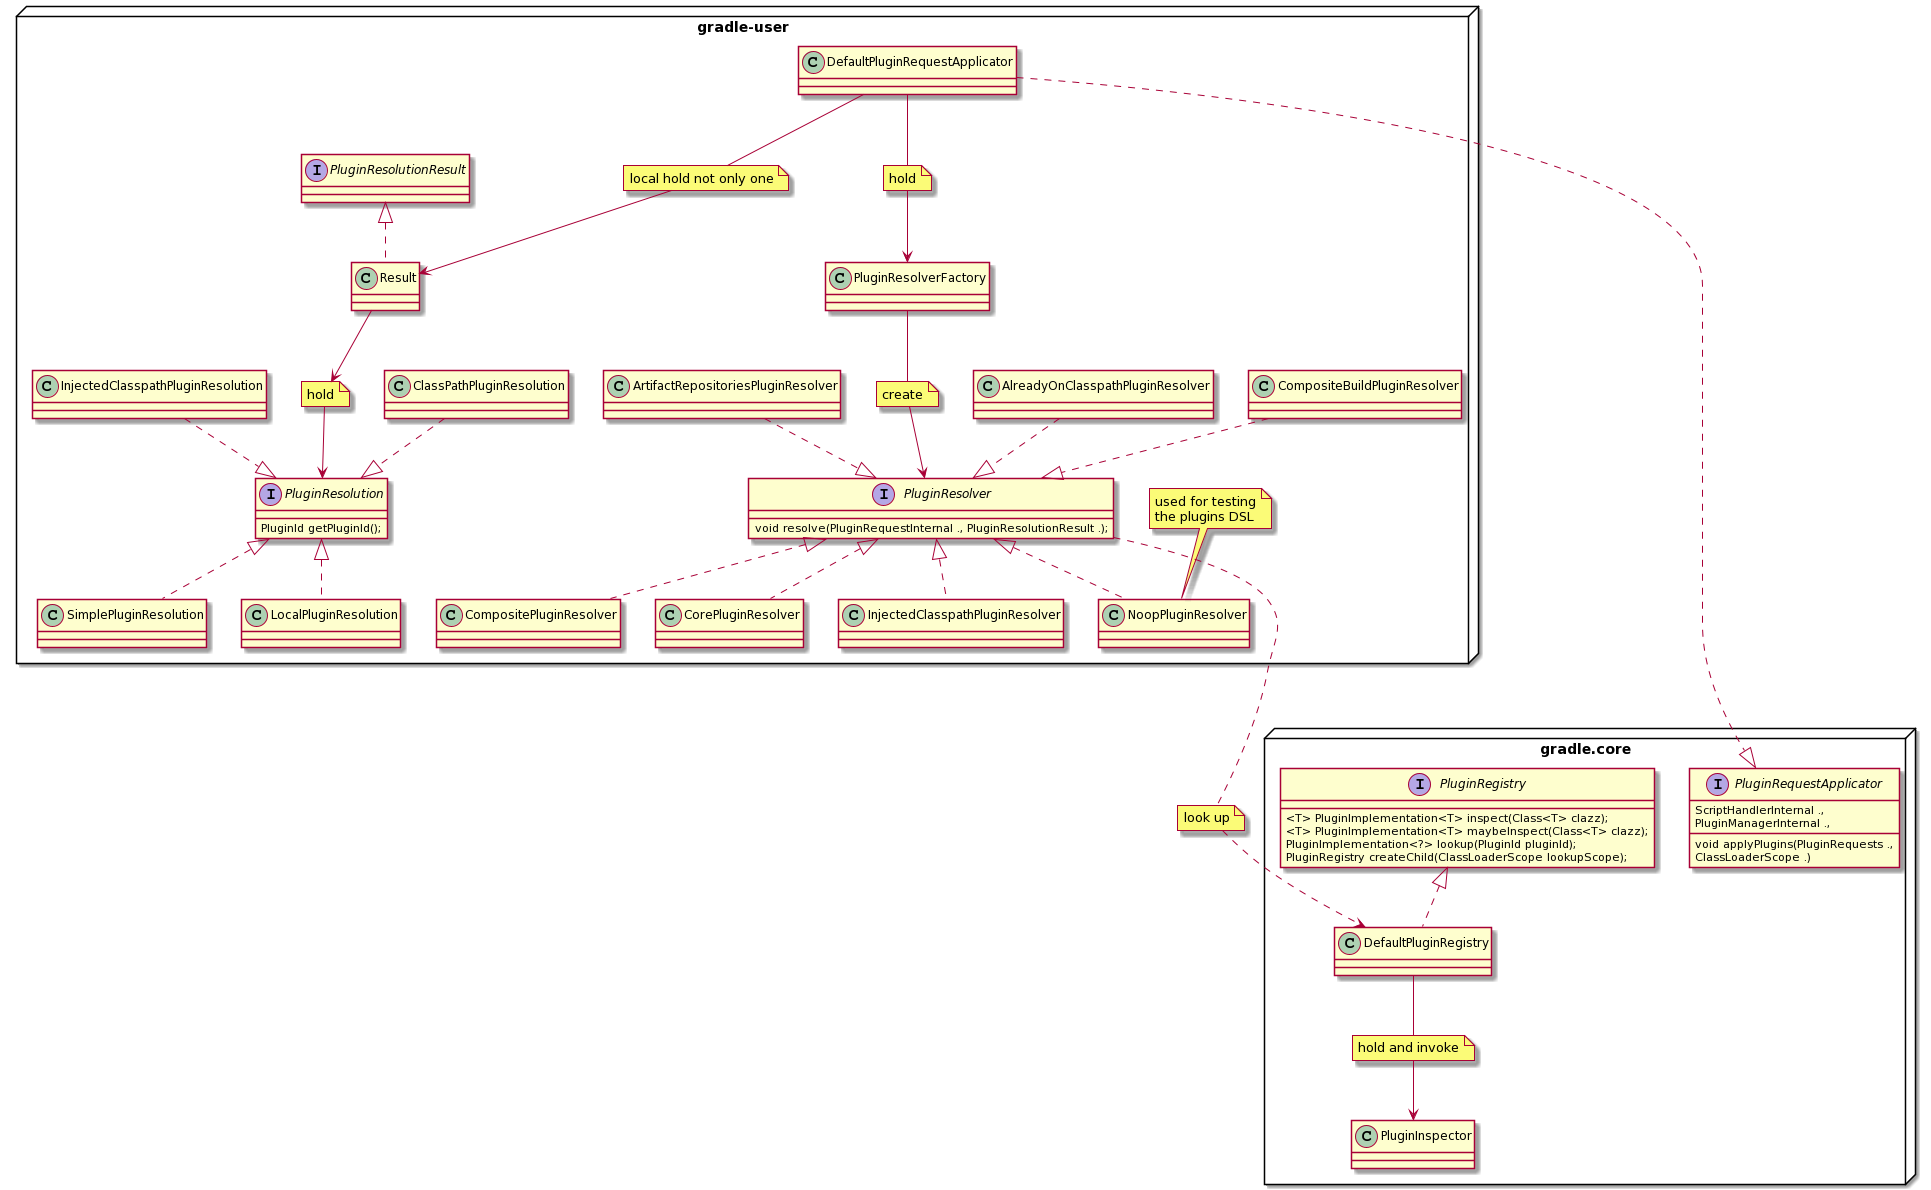 gradle-user
C DefaultPluginRequestApplicator
I PluginResolutionResult
local hold not only one
hold
C Result
C PluginResolverFactory
C InjectedClasspathPluginResolution
hold
C ClassPathPluginResolution
C ArtifactRepositoriesPluginResolver
create
C AlreadyOnClasspathPluginResolver
C CompositeBuildPluginResolver
I PluginResolution
PluginId getPluginId();
I PluginResolver
void resolve(PluginRequestInternal ., PluginResolutionResult .);
used for testing
the plugins DSL
C SimplePluginResolution
C LocalPluginResolution
C CompositePluginResolver
C CorePluginResolver
C InjectedClasspathPluginResolver
C NoopPluginResolver
gradle.core
I PluginRegistry
<T> PluginImplementation<T> inspect(Class<T> clazz);
<T> PluginImplementation<T> maybeInspect(Class<T> clazz);
PluginImplementation<?> lookup(PluginId pluginId);
PluginRegistry createChild(ClassLoaderScope lookupScope);
I PluginRequestApplicator
ScriptHandlerInternal .,
PluginManagerInternal .,
void applyPlugins(PluginRequests .,
ClassLoaderScope .)
look up
C DefaultPluginRegistry
hold and invoke
C PluginInspector